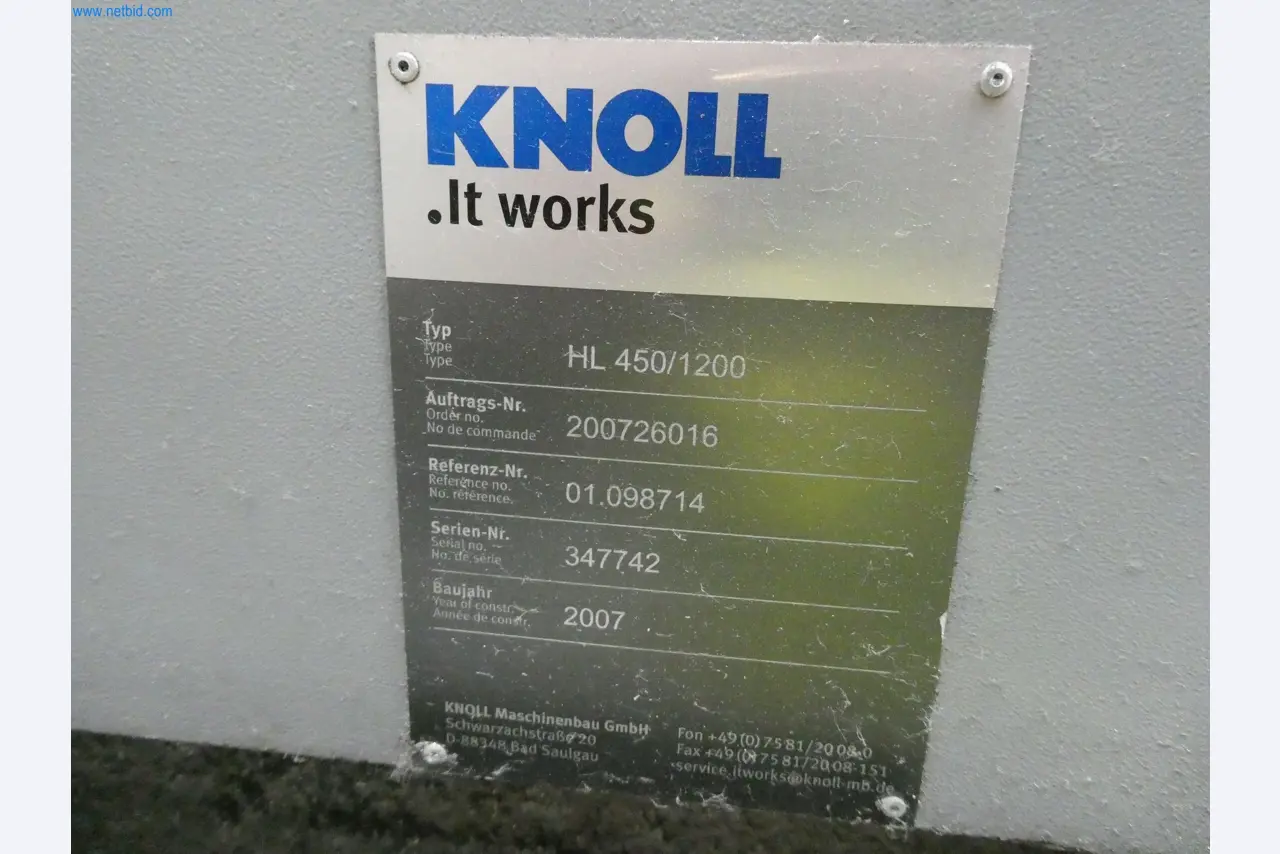 www.netbid.com
KNOLL
.It works
Typ
Type
Type
HL 450/1200
Auftrags-Nr.
Order no.
No de commande
200726016
Referenz-Nr.
Reference no.
No. référence.
01.098714
Serien-Nr.
Serial no.
No. de série
347742
Baujahr
Year of constr.
Année de constr.
2007
KNOLL Maschinenbau GmbH
Schwarzachstraße 20
D-88348 Bad Saulgau
Fon +49 (0) 75 81/20 08-0
Fax +49 (0) 75 81/20 08-151
service.itworks@knoll-mb.de